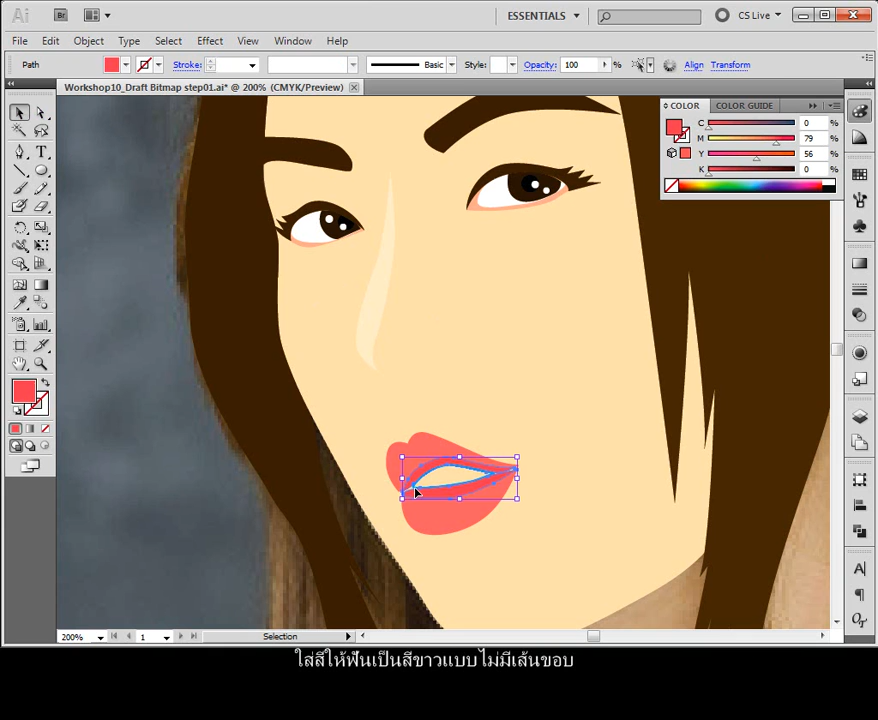 Ai Br ESSENTIALS CS Live
File Edit Object Type Select Effect View Window Help
Path Stroke: Basic Style: Opacity: 100 % Align Transform
Workshop10_Draft Bitmap step01.ai* @ 200% (CMYK/Preview)
COLOR COLOR GUIDE
C 0 %
M 79 %
Y 56 %
K 0 %
T
A
200% 1 Selection
ใส่สีให้ฟันเป็นสีขาวแบบไม่มีเส้นขอบ